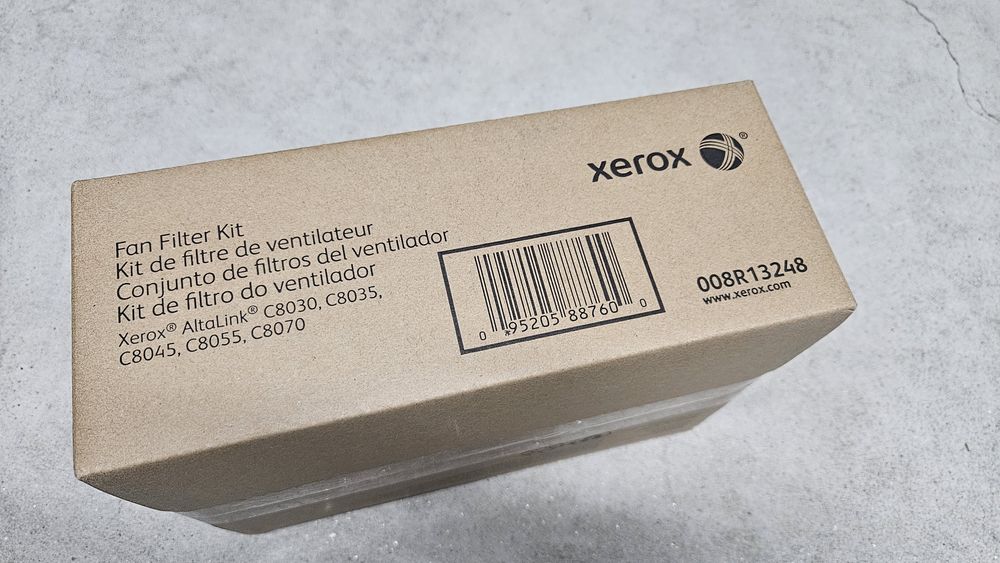 xerox ®
Fan Filter Kit
Kit de filtre de ventilateur
Conjunto de filtros del ventilador
Kit de filtro do ventilador
Xerox® AltaLink® C8030, C8035,
C8045, C8055, C8070
0 *95205 88760 0
008R13248
www.xerox.com